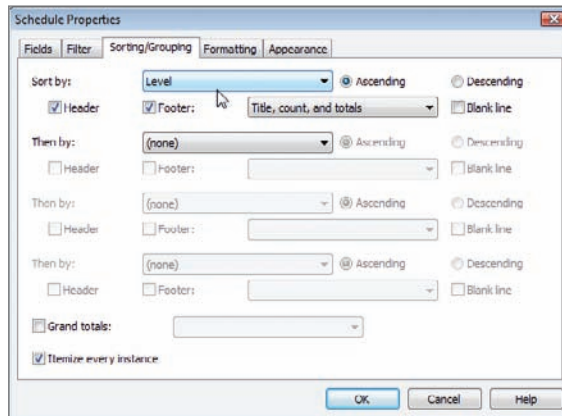 Schedule Properties
Fields Filter Sorting/Grouping Formatting Appearance
Sort by: Level Ascending Descending
Header Footer: Title, count, and totals Blank line
Then by: (none) Ascending Descending
Header Footer: Blank line
Then by: (none) Ascending Descending
Header Footer: Blank line
Then by: (none) Ascending Descending
Header Footer: Blank line
Grand totals:
Itemize every instance
OK Cancel Help